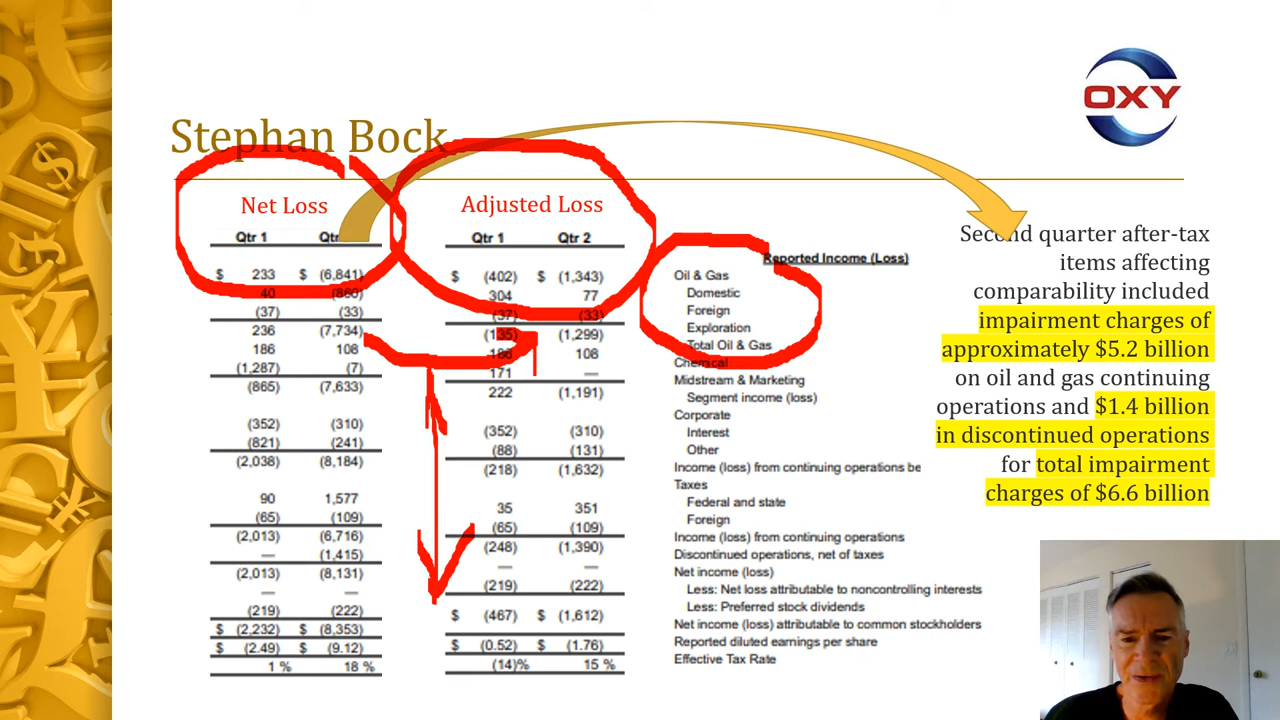 OXY
Stephan Bock
Net Loss
Qtr 1 Qtr
$ 233 $ (6,841)
40 (860)
(37) (33)
236 (7,734)
186 108
(1,287) (7)
(865) (7,633)
(352) (310)
(821) (241)
(2,038) (8,184)
90 1,577
(65) (109)
(2,013) (6,716)
— (1,415)
(2,013) (8,131)
— —
(219) (222)
$ (2,232) $ (8,353)
$ (2.49) $ (9.12)
1 % 18 %
Adjusted Loss
Qtr 1 Qtr 2
$ (402) $ (1,343)
304 77
(37) (33)
(135) (1,299)
186 108
171 —
222 (1,191)
(352) (310)
(88) (131)
(218) (1,632)
35 351
(65) (109)
(248) (1,390)
— —
(219) (222)
$ (467) $ (1,612)
$ (0.52) $ (1.76)
(14)% 15 %
Reported Income (Loss)
Oil & Gas
Domestic
Foreign
Exploration
Total Oil & Gas
Chemical
Midstream & Marketing
Segment income (loss)
Corporate
Interest
Other
Income (loss) from continuing operations be
Taxes
Federal and state
Foreign
Income (loss) from continuing operations
Discontinued operations, net of taxes
Net income (loss)
Less: Net loss attributable to noncontrolling interests
Less: Preferred stock dividends
Net income (loss) attributable to common stockholders
Reported diluted earnings per share
Effective Tax Rate
Second quarter after-tax
items affecting
comparability included
impairment charges of
approximately $5.2 billion
on oil and gas continuing
operations and $1.4 billion
in discontinued operations
for total impairment
charges of $6.6 billion